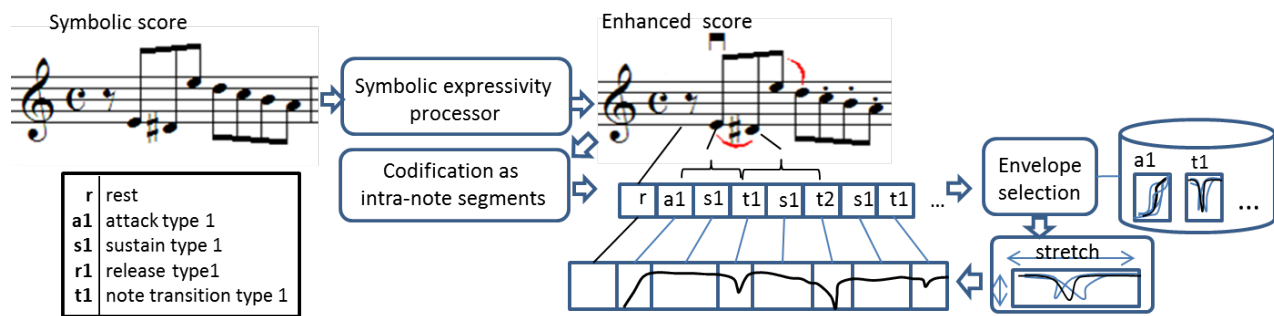 Symbolic score
Enhanced score
Symbolic expressivity
processor
Codification as
intra-note segments
r a1 s1 t1 s1 t2 s1 t1 ...
Envelope
selection
a1 t1
...
stretch
r rest
a1 attack type 1
s1 sustain type 1
r1 release type1
t1 note transition type 1